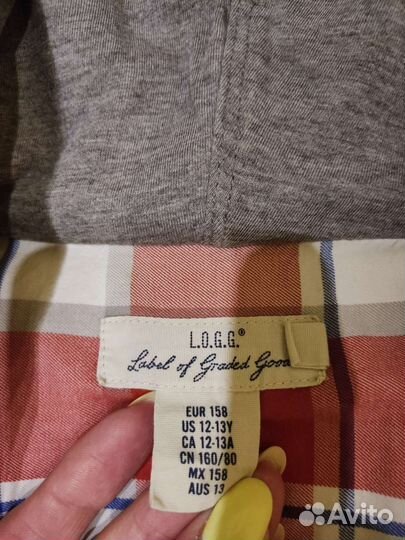 L.O.G.G.®
Label of Graded Goods
EUR 158
US 12-13Y
CA 12-13A
CN 160/80
MX 158
AUS 13
Avito